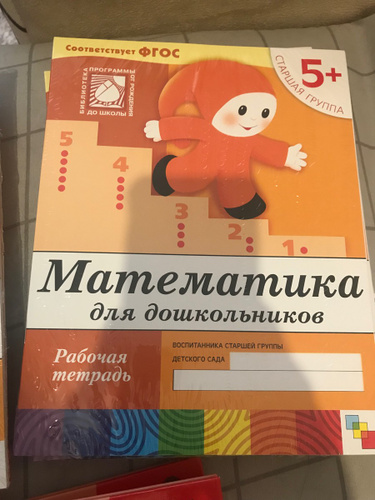 Соответствует ФГОС
БИБЛИОТЕКА
ПРОГРАММЫ
ОТ РОЖДЕНИЯ
ДО ШКОЛЫ
5+
СТАРШАЯ ГРУППА
5
4
3
2
1
Математика
для дошкольников
Рабочая
тетрадь
ВОСПИТАННИКА СТАРШЕЙ ГРУППЫ
ДЕТСКОГО САДА